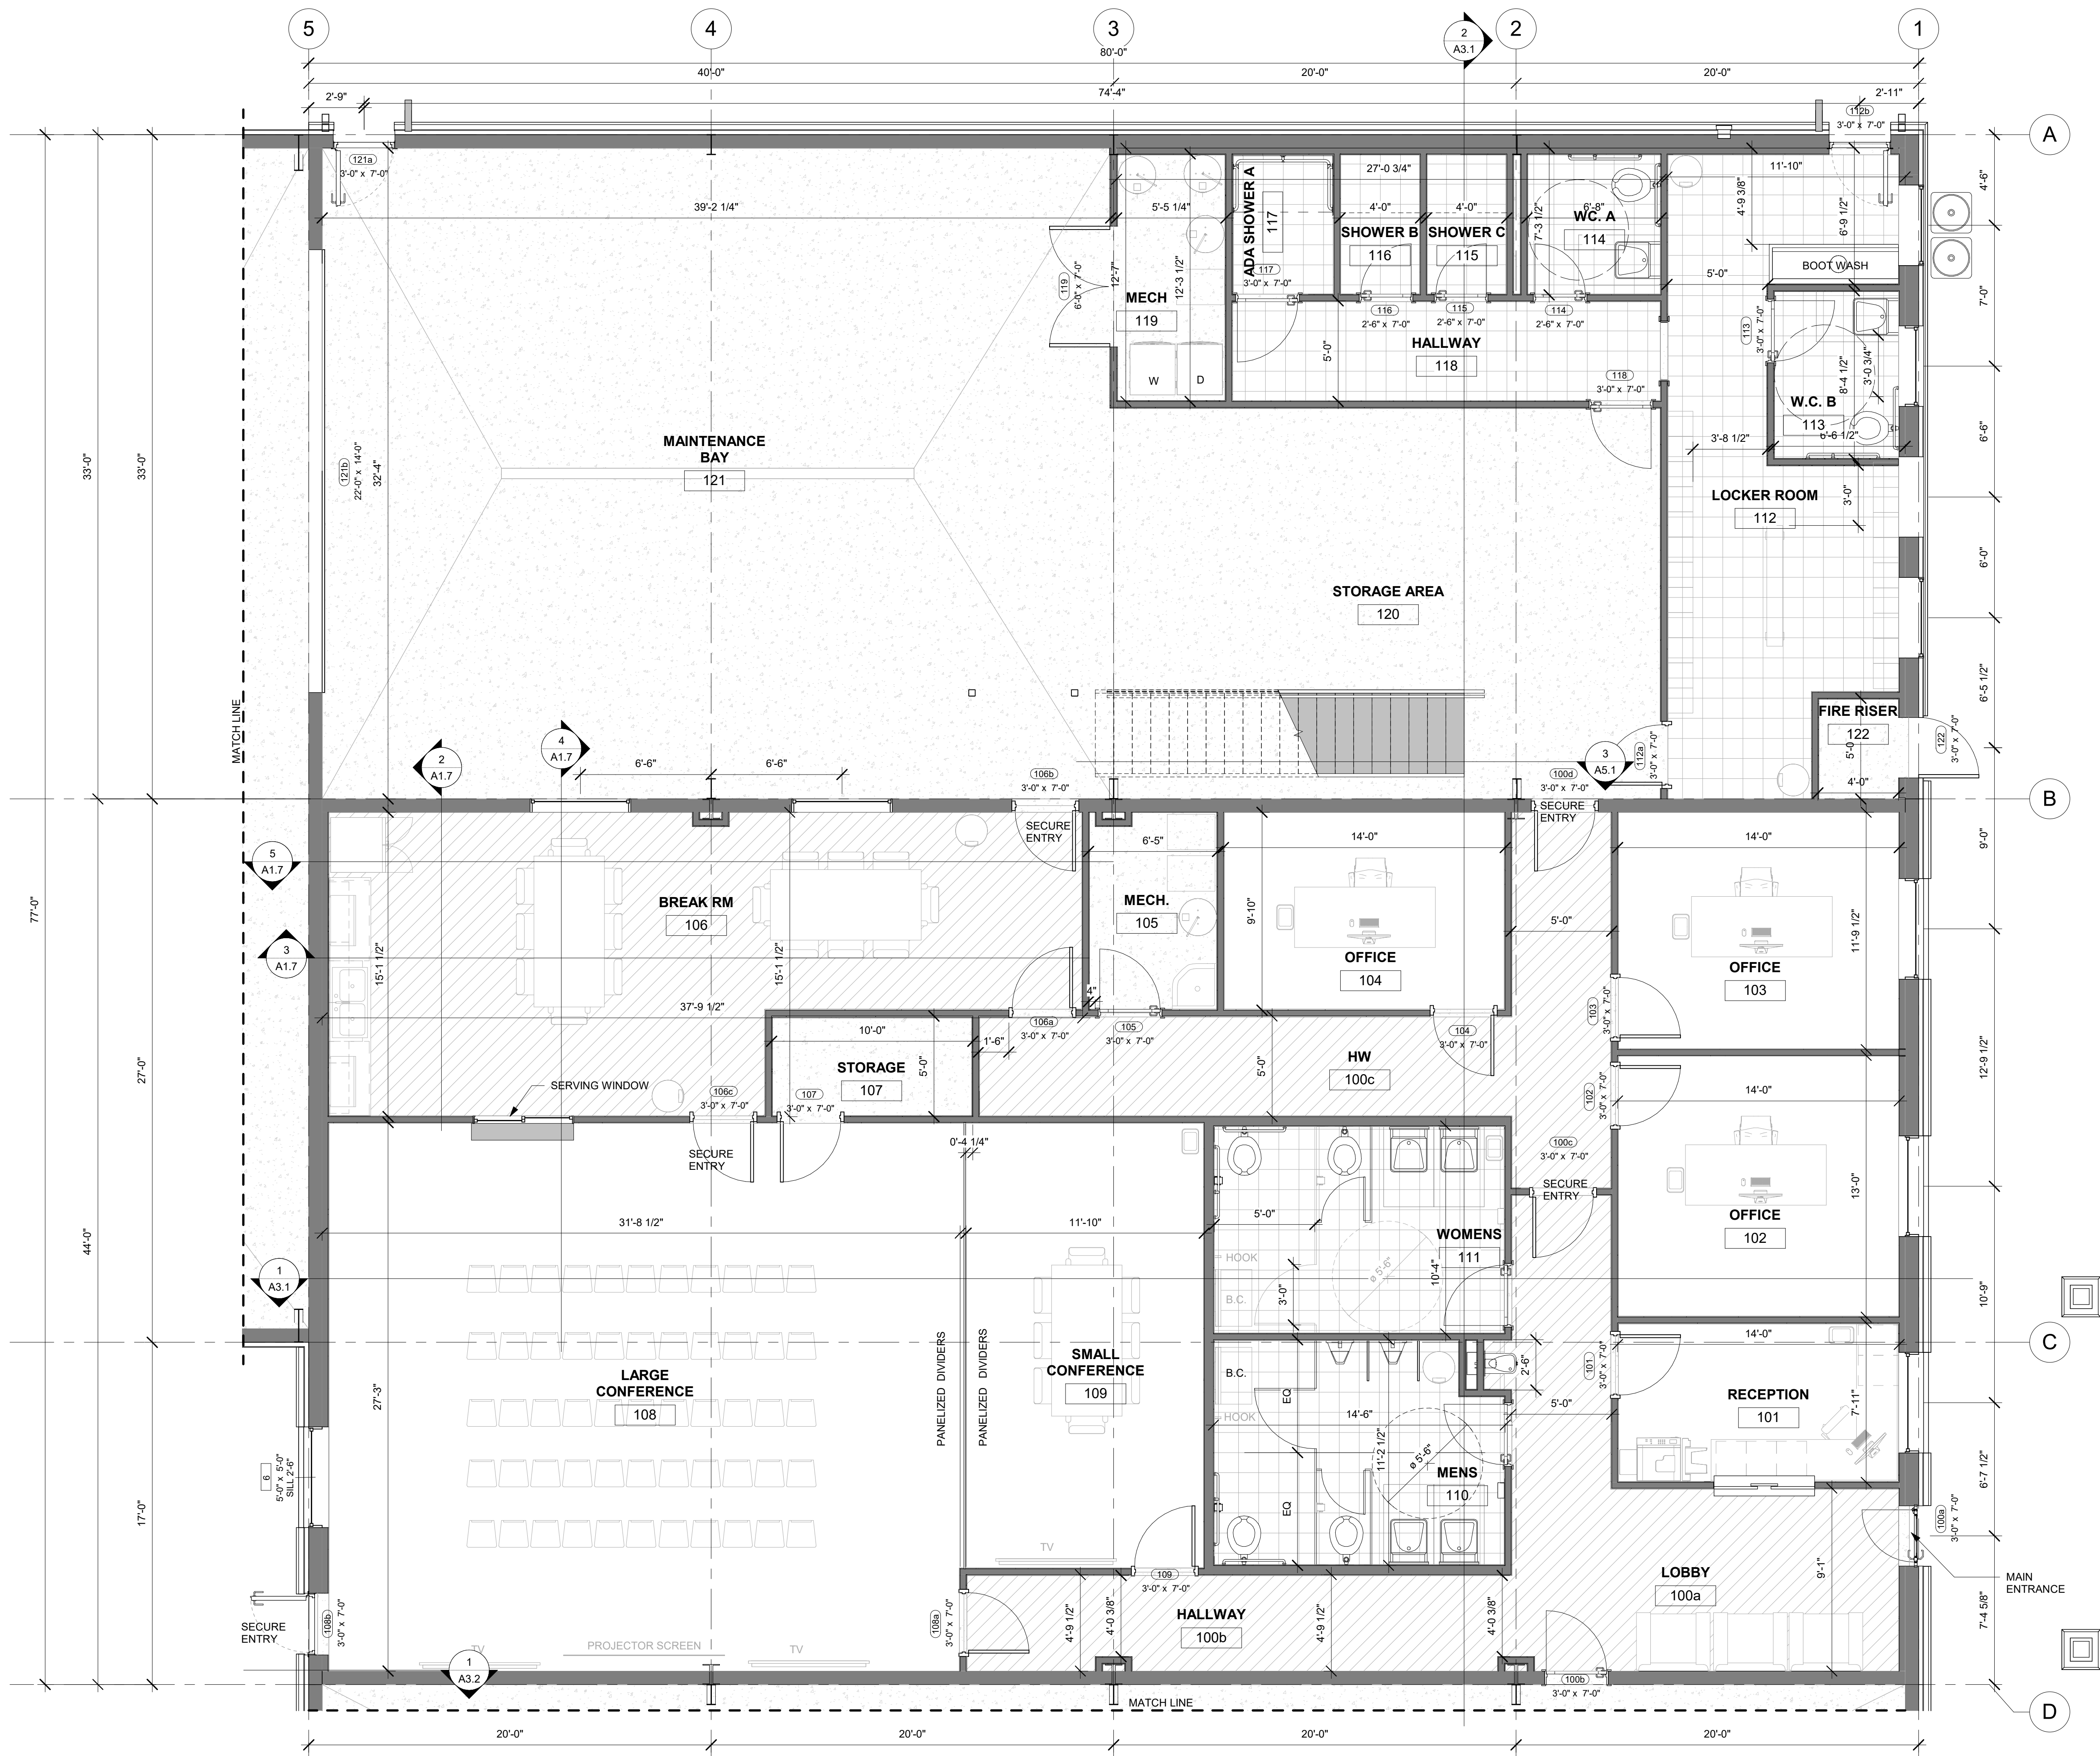 5
4
3
2
1
2
A3.1
80'-0"
40'-0"
20'-0"
20'-0"
2'-9"
74'-4"
2'-11"
112b
3'-0" x 7'-0"
A
121a
3'-0" x 7'-0"
39'-2 1/4"
5'-5 1/4"
27'-0 3/4"
11'-10"
4'-6"
ADA SHOWER A
117
117
3'-0" x 7'-0"
4'-0"
SHOWER B
116
4'-0"
SHOWER C
115
7'-3 1/2"
6'-8"
WC. A
114
4'-9 3/8"
6'-9 1/2"
BOOT WASH
5'-0"
7'-0"
119
6'-0" x 7'-0"
12'-7"
12'-3 1/2"
MECH
119
W
D
116
2'-6" x 7'-0"
115
2'-6" x 7'-0"
114
2'-6" x 7'-0"
HALLWAY
118
5'-0"
118
3'-0" x 7'-0"
113
3'-0" x 7'-0"
8'-4 1/2"
3'-0 3/4"
W.C. B
113
6'-6 1/2"
3'-8 1/2"
6'-6"
33'-0"
33'-0"
121b
22'-0" x 14'-0"
32'-4"
MAINTENANCE
BAY
121
LOCKER ROOM
112
3'-0"
6'-0"
STORAGE AREA
120
6'-5 1/2"
MATCH LINE
FIRE RISER
122
5'-0"
4'-0"
122
3'-0" x 7'-0"
2
A1.7
4
A1.7
6'-6"
6'-6"
106b
3'-0" x 7'-0"
100d
3'-0" x 7'-0"
3
A5.1
112a
3'-0" x 7'-0"
B
SECURE
ENTRY
SECURE
ENTRY
5
A1.7
6'-5"
14'-0"
14'-0"
9'-0"
77'-0"
BREAK RM
106
MECH.
105
9'-10"
5'-0"
11'-9 1/2"
3
A1.7
15'-1 1/2"
15'-1 1/2"
OFFICE
104
OFFICE
103
4"
37'-9 1/2"
103
3'-0" x 7'-0"
106a
3'-0" x 7'-0"
105
3'-0" x 7'-0"
104
3'-0" x 7'-0"
10'-0"
1'-6"
STORAGE
107
5'-0"
HW
100c
5'-0"
27'-0"
12'-9 1/2"
SERVING WINDOW
106c
3'-0" x 7'-0"
107
3'-0" x 7'-0"
102
3'-0" x 7'-0"
14'-0"
0'-4 1/4"
SECURE
ENTRY
100c
3'-0" x 7'-0"
SECURE
ENTRY
13'-0"
44'-0"
31'-8 1/2"
11'-10"
5'-0"
WOMENS
111
OFFICE
102
HOOK
ø 5'-6"
10'-4"
3'-0"
B.C.
1
A3.1
10'-9"
PANELIZED DIVIDERS
PANELIZED DIVIDERS
C
LARGE
CONFERENCE
108
SMALL
CONFERENCE
109
27'-3"
B.C.
EQ
HOOK
14'-6"
2'-6"
101
3'-0" x 7'-0"
14'-0"
5'-0"
RECEPTION
101
7'-11"
11'-2 1/2"
ø 5'-6"
MENS
110
EQ
6
5'-0" x 5'-0"
SILL 2'-6"
17'-0"
6'-7 1/2"
100a
3'-0" x 7'-0"
TV
109
3'-0" x 7'-0"
LOBBY
100a
9'-1"
MAIN
ENTRANCE
SECURE
ENTRY
108b
3'-0" x 7'-0"
108a
3'-0" x 7'-0"
4'-9 1/2"
4'-0 3/8"
HALLWAY
100b
4'-9 1/2"
4'-0 3/8"
7'-4 5/8"
TV
PROJECTOR SCREEN
TV
1
A3.2
100b
3'-0" x 7'-0"
MATCH LINE
D
20'-0"
20'-0"
20'-0"
20'-0"